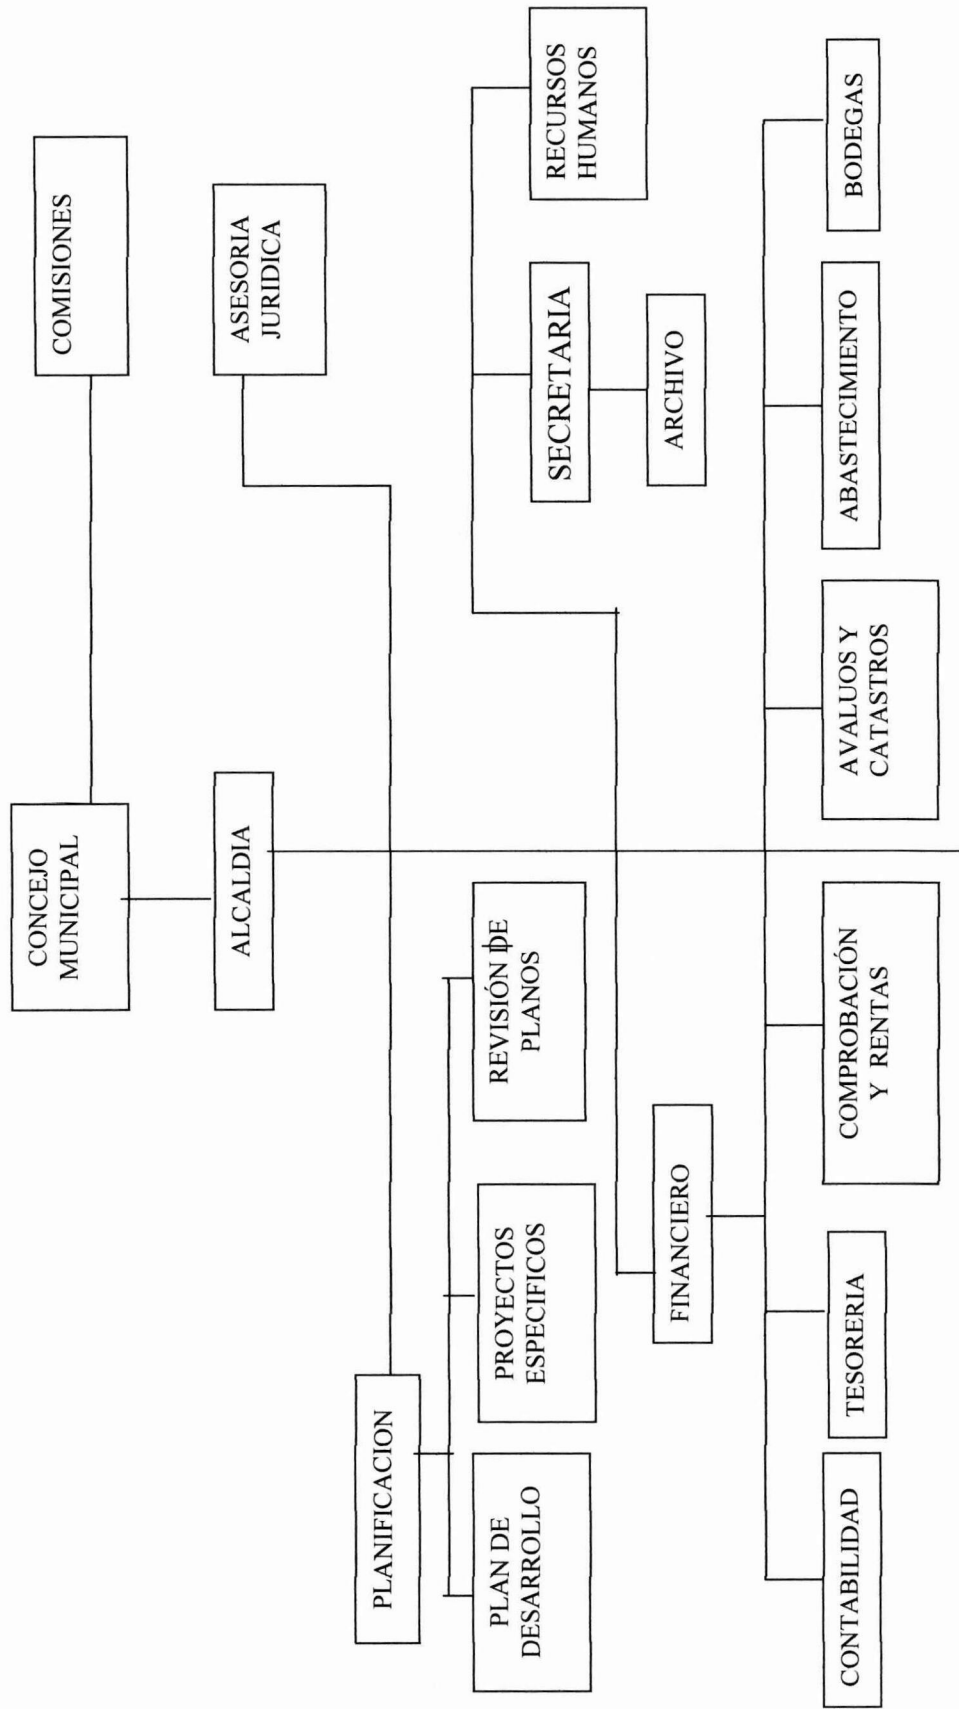 CONCEJO
MUNICIPAL
COMISIONES
ALCALDIA
ASESORIA
JURIDICA
PLANIFICACION
PLAN DE
DESARROLLO
PROYECTOS
ESPECIFICOS
REVISIÓN DE
PLANOS
SECRETARIA
RECURSOS
HUMANOS
ARCHIVO
FINANCIERO
CONTABILIDAD
TESORERIA
COMPROBACIÓN
Y RENTAS
AVALUOS Y
CATASTROS
ABASTECIMIENTO
BODEGAS